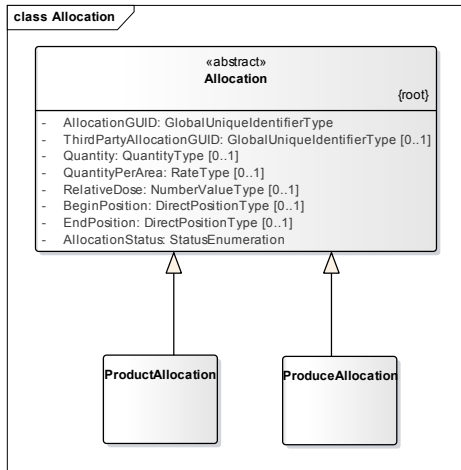 class Allocation
«abstract»
Allocation
{root}
- AllocationGUID: GlobalUniqueIdentifierType
- ThirdPartyAllocationGUID: GlobalUniqueIdentifierType [0..1]
- Quantity: QuantityType [0..1]
- QuantityPerArea: RateType [0..1]
- RelativeDose: NumberValueType [0..1]
- BeginPosition: DirectPositionType [0..1]
- EndPosition: DirectPositionType [0..1]
- AllocationStatus: StatusEnumeration
ProductAllocation
ProduceAllocation